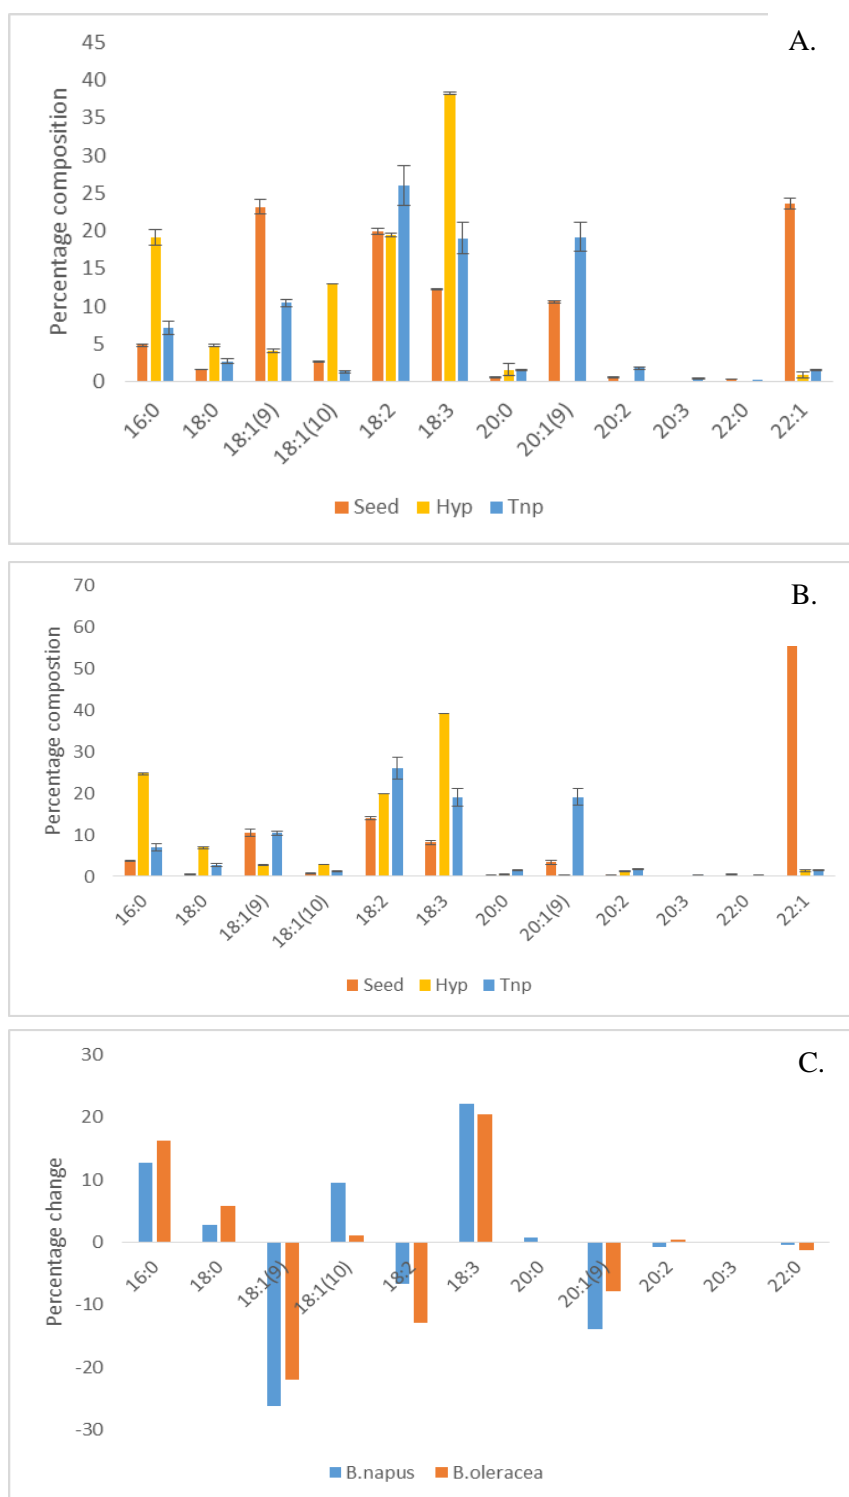 A.
Percentage composition
45
40
35
30
25
20
15
10
5
0
16:0 18:0 18:1(9) 18:1(10) 18:2 18:3 20:0 20:1(9) 20:2 20:3 22:0 22:1
Seed Hyp Tnp
B.
Percentage compostion
70
60
50
40
30
20
10
0
16:0 18:0 18:1(9) 18:1(10) 18:2 18:3 20:0 20:1(9) 20:2 20:3 22:0 22:1
Seed Hyp Tnp
C.
Percentage change
30
20
10
0
-10
-20
-30
16:0 18:0 18:1(9) 18:1(10) 18:2 18:3 20:0 20:1(9) 20:2 20:3 22:0
B.napus B.oleracea